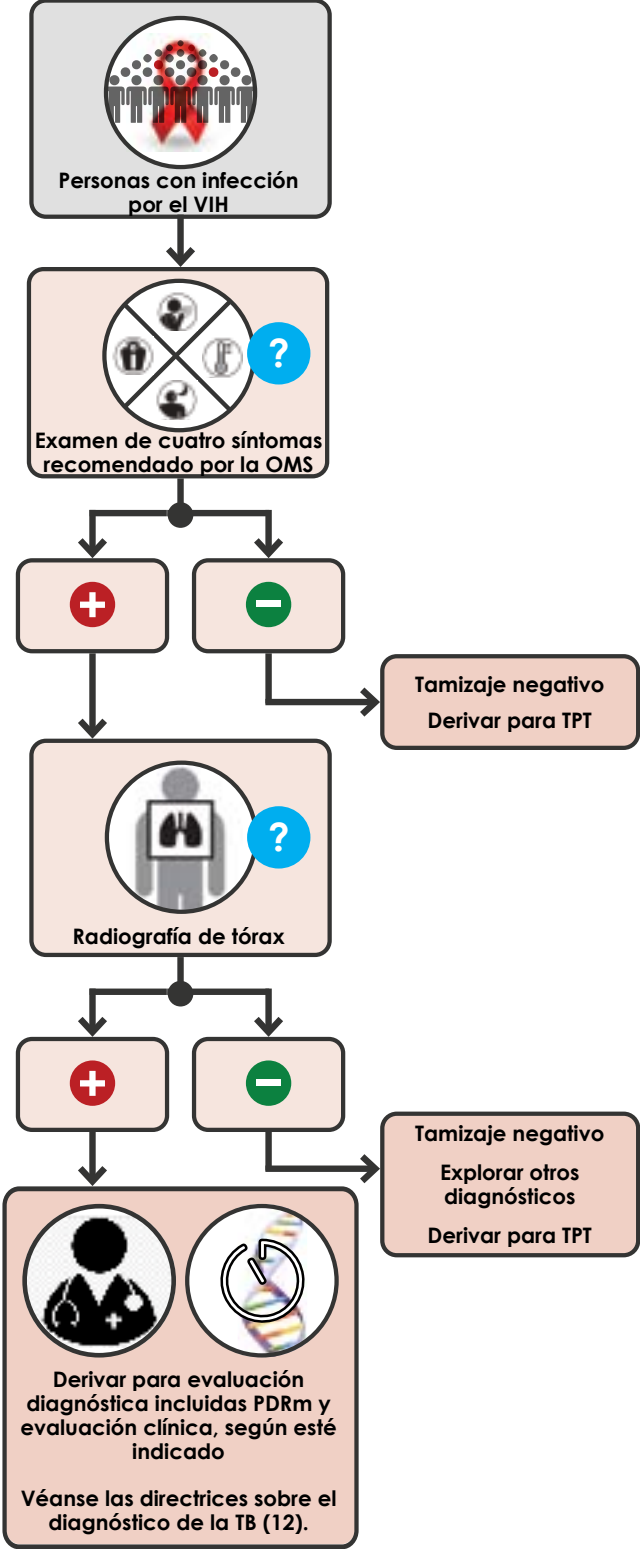 Personas con infección
por el VIH
?
Examen de cuatro síntomas
recomendado por la OMS
+
−
Tamizaje negativo
Derivar para TPT
?
Radiografía de tórax
+
−
Tamizaje negativo
Explorar otros
diagnósticos
Derivar para TPT
Derivar para evaluación
diagnóstica incluidas PDRm y
evaluación clínica, según esté
indicado
Véanse las directrices sobre el
diagnóstico de la TB (12).